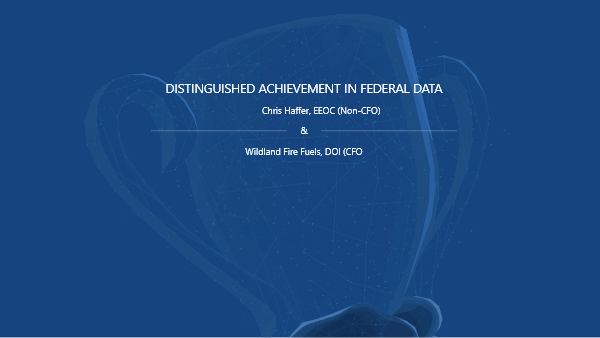 DISTINGUISHED ACHIEVEMENT IN FEDERAL DATA
Chris Haffer, EEOC (Non-CFO)
&
Wildland Fire Fuels, DOI (CFO